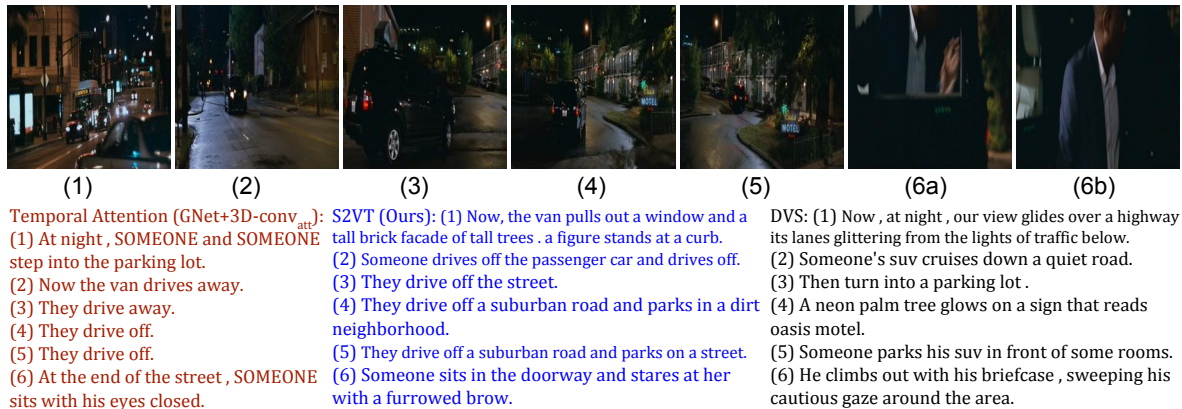 MOTEL
MOTEL
(1)
(2)
(3)
(4)
(5)
(6a)
(6b)
Temporal Attention (GNet+3D-conv_att):
(1) At night , SOMEONE and SOMEONE
step into the parking lot.
(2) Now the van drives away.
(3) They drive away.
(4) They drive off.
(5) They drive off.
(6) At the end of the street , SOMEONE
sits with his eyes closed.
S2VT (Ours): (1) Now, the van pulls out a window and a
tall brick facade of tall trees . a figure stands at a curb.
(2) Someone drives off the passenger car and drives off.
(3) They drive off the street.
(4) They drive off a suburban road and parks in a dirt
neighborhood.
(5) They drive off a suburban road and parks on a street.
(6) Someone sits in the doorway and stares at her
with a furrowed brow.
DVS: (1) Now , at night , our view glides over a highway
its lanes glittering from the lights of traffic below.
(2) Someone's suv cruises down a quiet road.
(3) Then turn into a parking lot .
(4) A neon palm tree glows on a sign that reads
oasis motel.
(5) Someone parks his suv in front of some rooms.
(6) He climbs out with his briefcase , sweeping his
cautious gaze around the area.